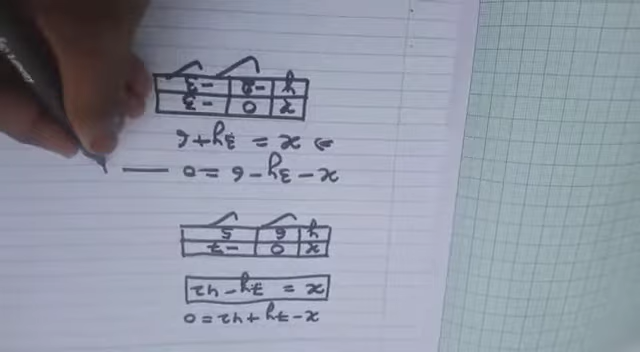 x-7y+42=0
x = 7y-42
x 0 -7
y 6 5
x-3y-6=0 —
⇒ x = 3y+6
x 0 -3
y -2 -3